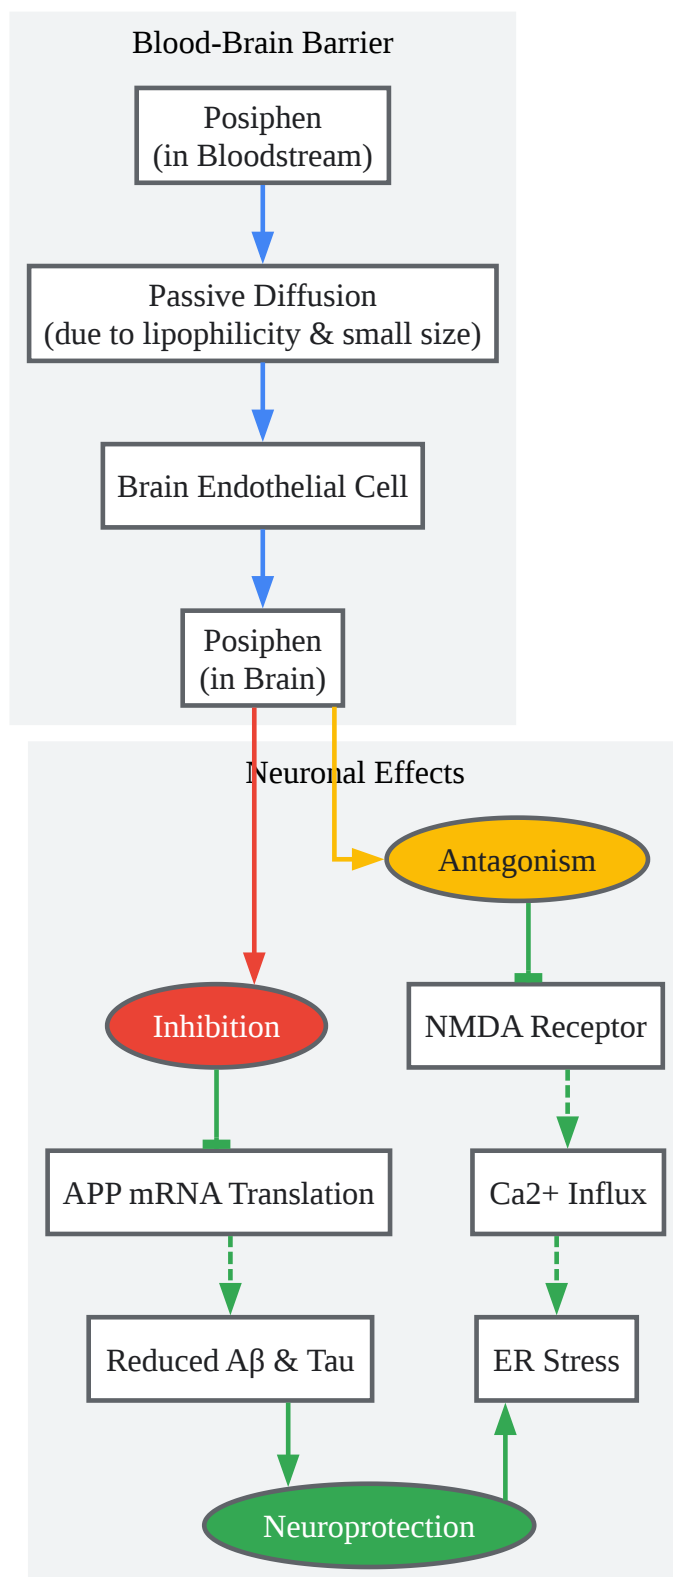 Blood-Brain Barrier
Posiphen
(in Bloodstream)
Passive Diffusion
(due to lipophilicity & small size)
Brain Endothelial Cell
Posiphen
(in Brain)
Neuronal Effects
Antagonism
Inhibition
NMDA Receptor
APP mRNA Translation
Ca2+ Influx
Reduced Aβ & Tau
ER Stress
Neuroprotection